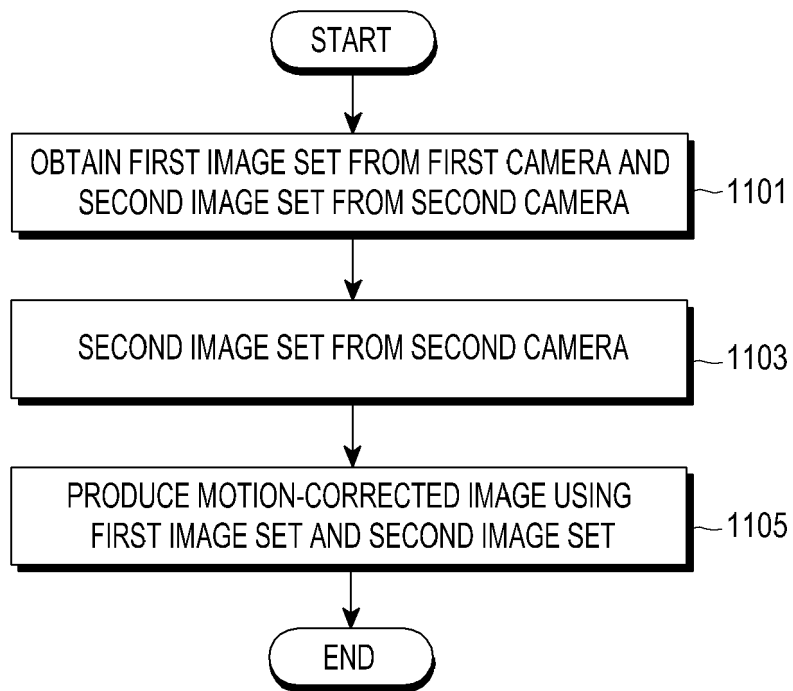 START
OBTAIN FIRST IMAGE SET FROM FIRST CAMERA AND
SECOND IMAGE SET FROM SECOND CAMERA
1101
SECOND IMAGE SET FROM SECOND CAMERA
1103
PRODUCE MOTION-CORRECTED IMAGE USING
FIRST IMAGE SET AND SECOND IMAGE SET
1105
END